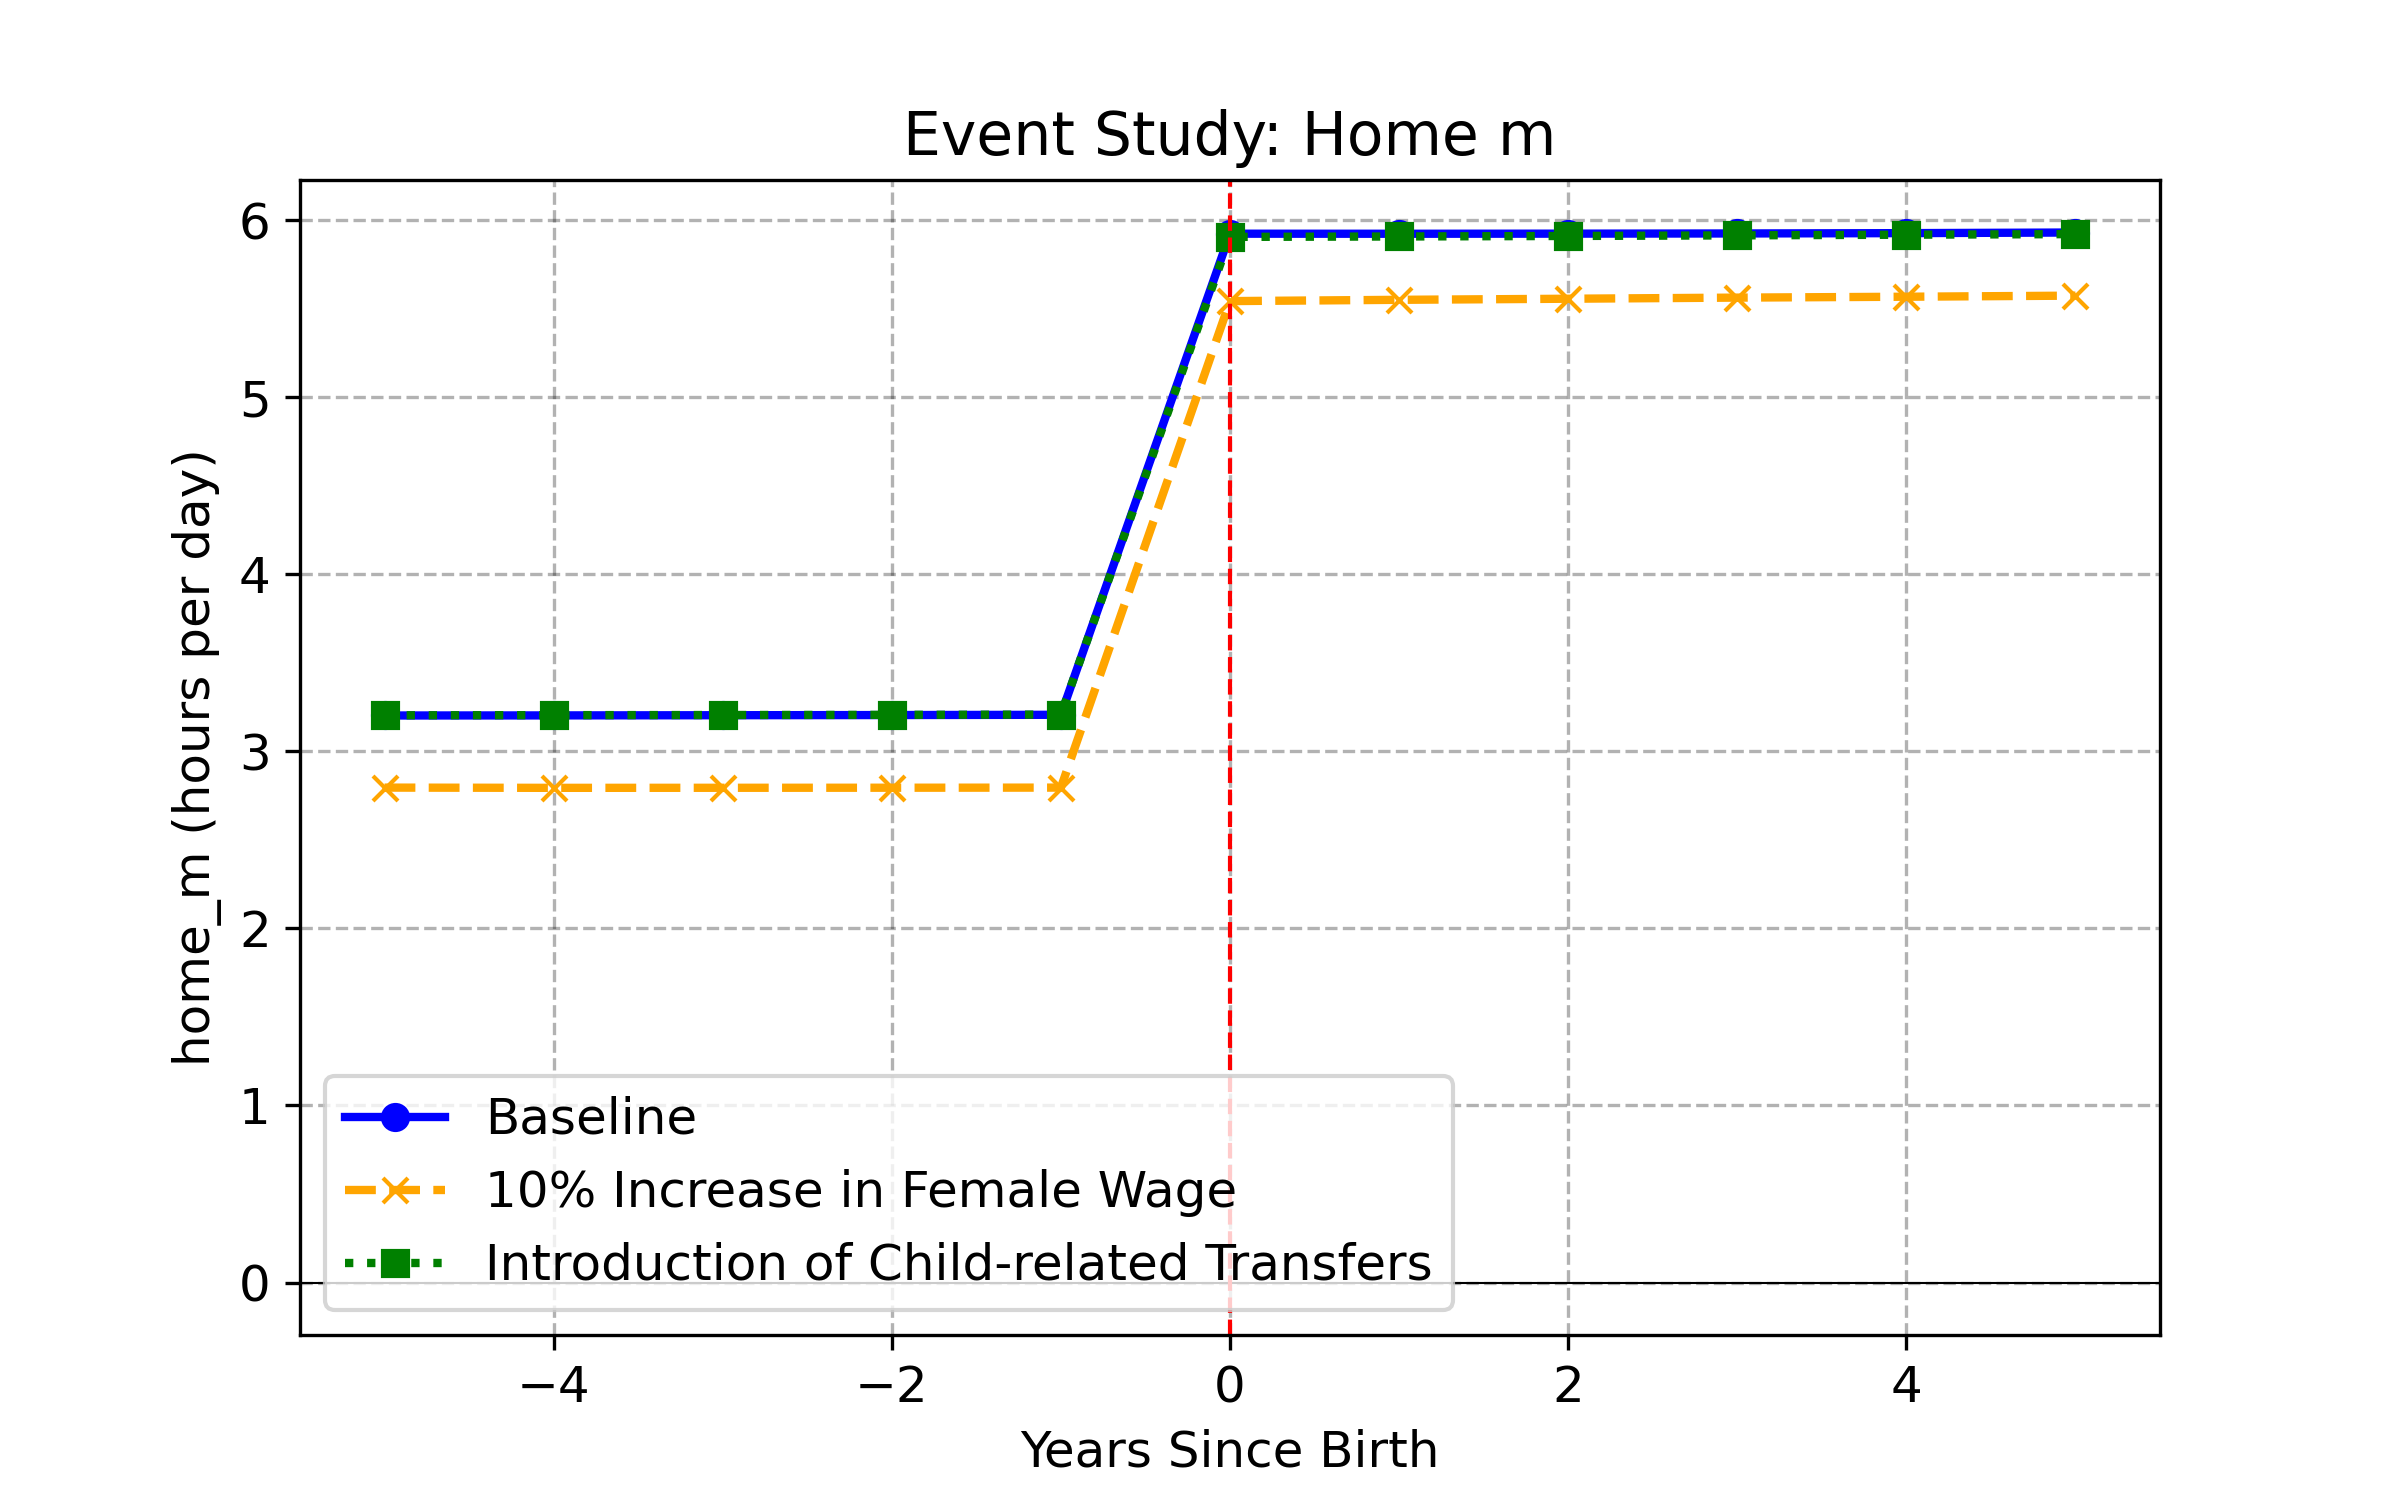 Event Study: Home m
home_m (hours per day)
6
5
4
3
2
1
0
Baseline
10% Increase in Female Wage
Introduction of Child-related Transfers
−4
−2
0
2
4
Years Since Birth